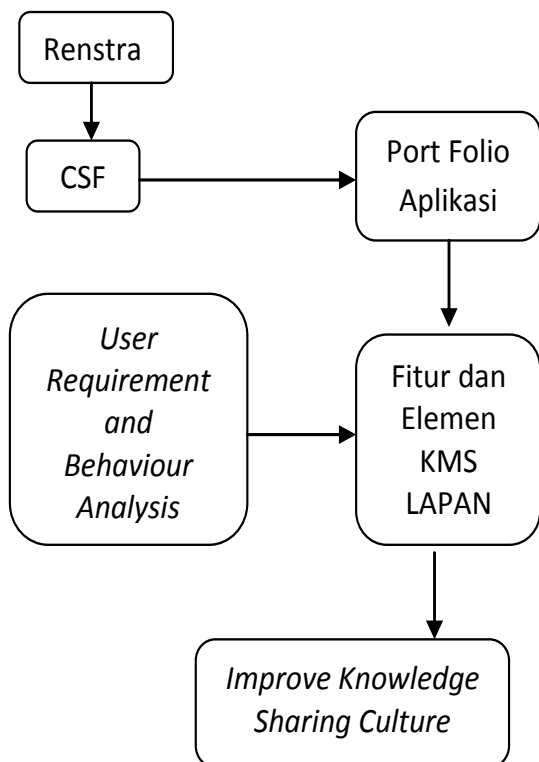 Renstra
CSF
Port Folio
Aplikasi
User
Requirement
and
Behaviour
Analysis
Fitur dan
Elemen
KMS
LAPAN
Improve Knowledge
Sharing Culture